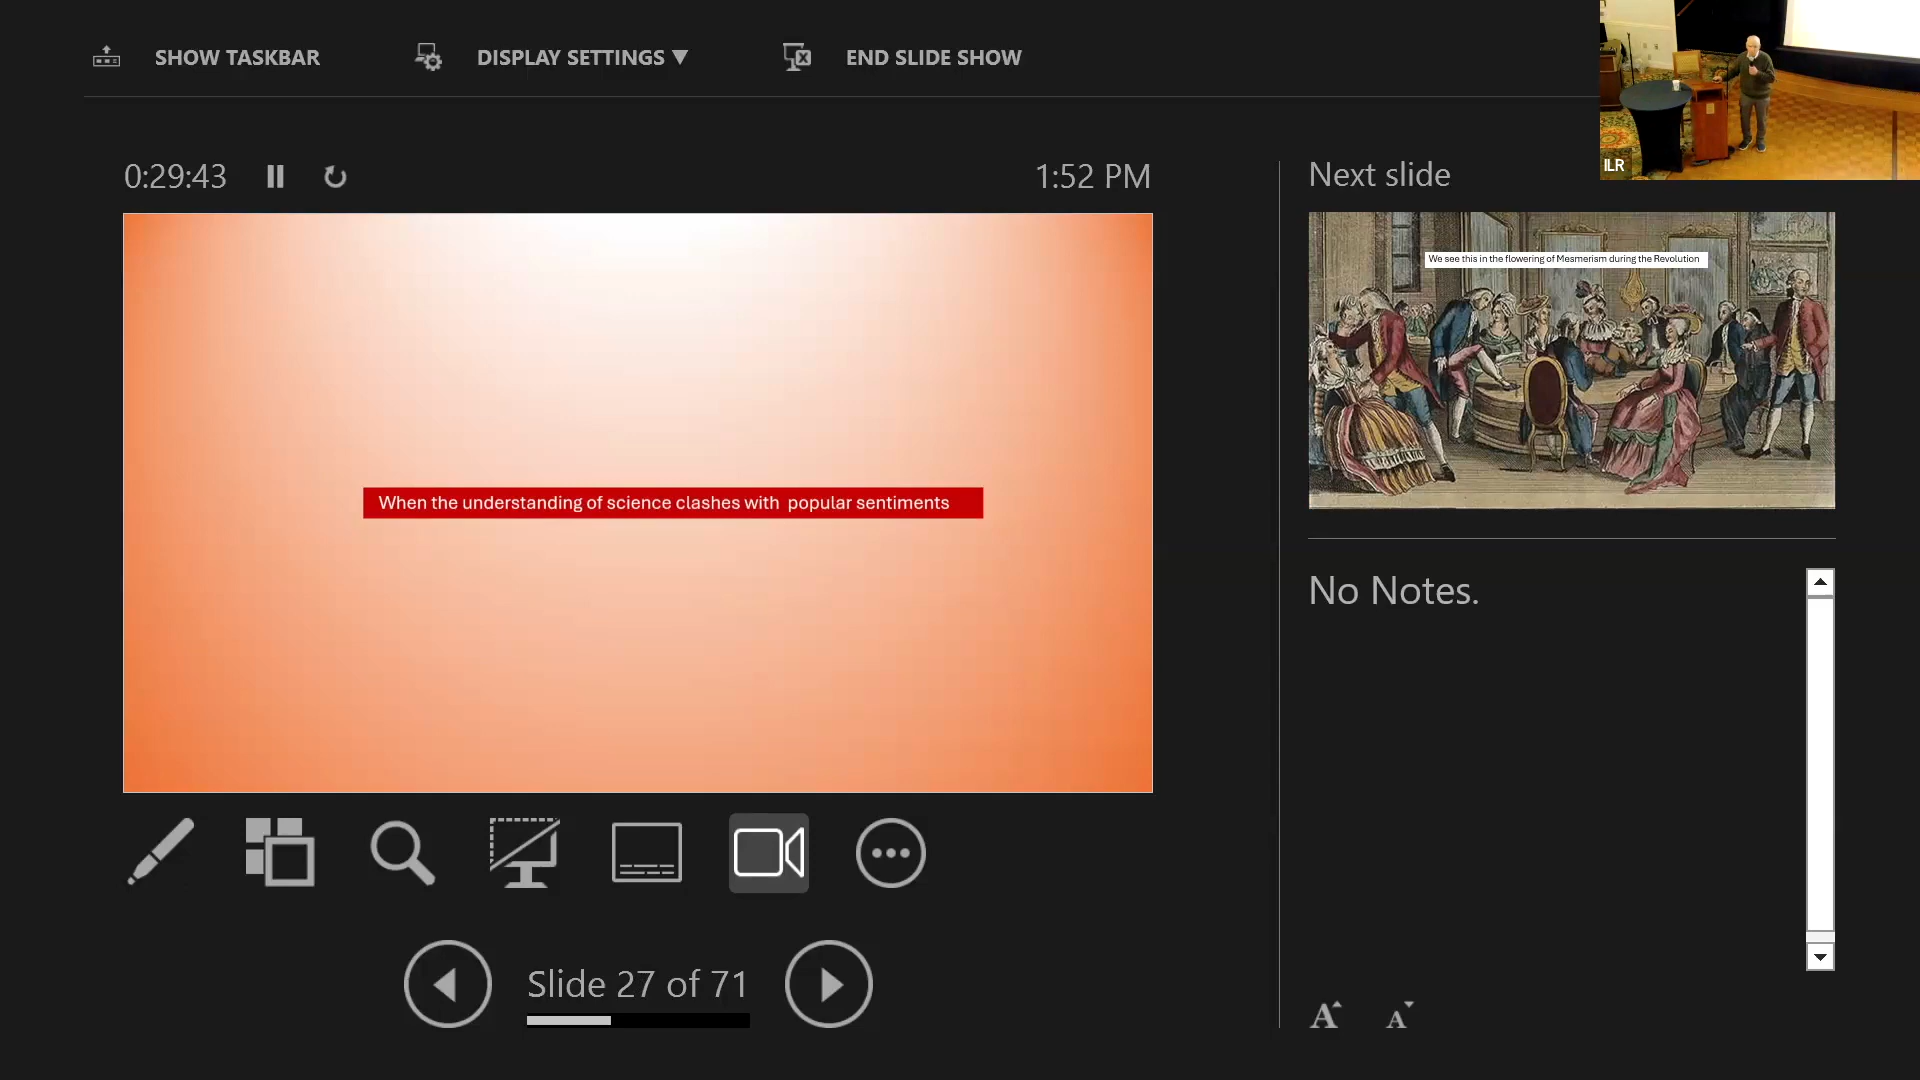 SHOW TASKBAR
DISPLAY SETTINGS ▼
END SLIDE SHOW
ILR
0:29:43
1:52 PM
Next slide
We see this in the flowering of Mesmerism during the Revolution
When the understanding of science clashes with popular sentiments
No Notes.
Slide 27 of 71
A A